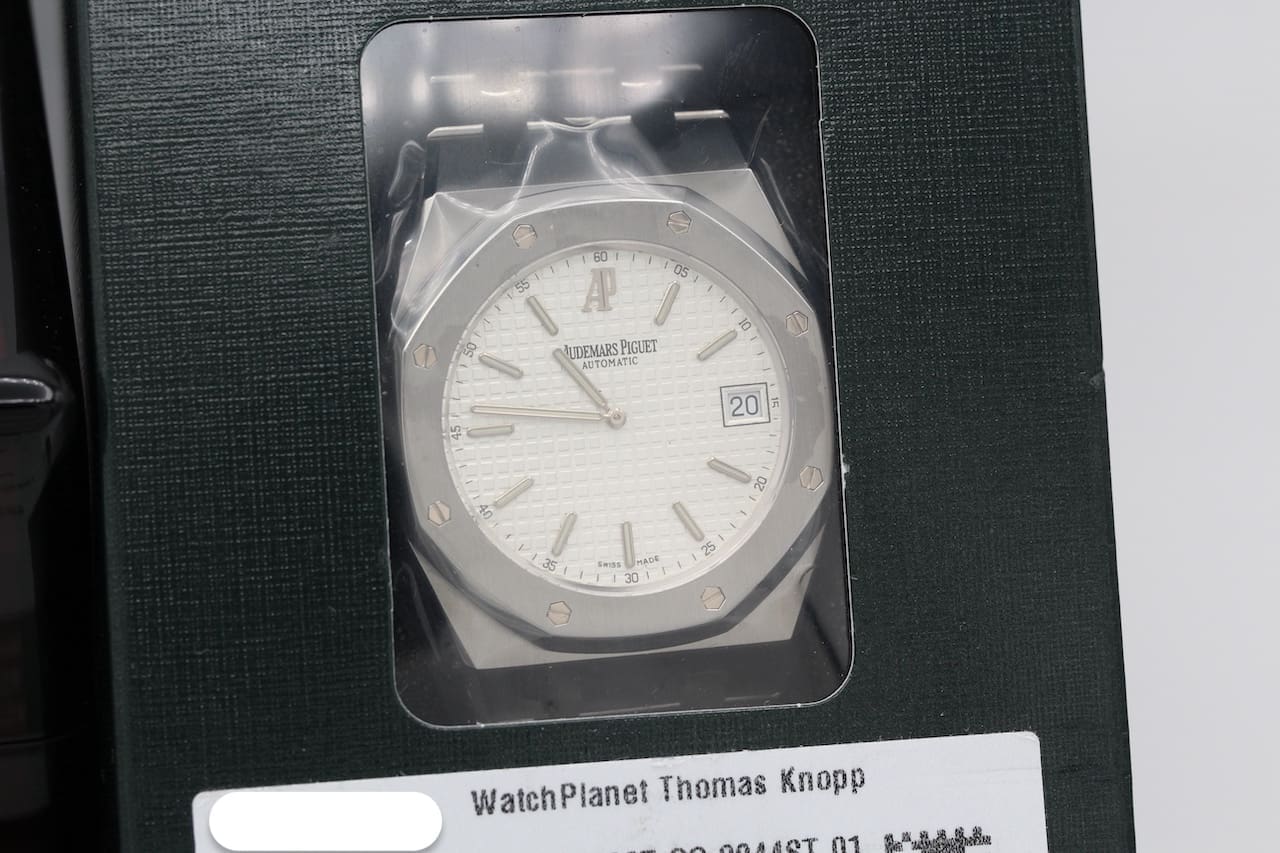 60
05
10
15
20
25
30
35
40
45
50
55
AP
AUDEMARS PIGUET
AUTOMATIC
20
SWISS MADE
WatchPlanet Thomas Knopp